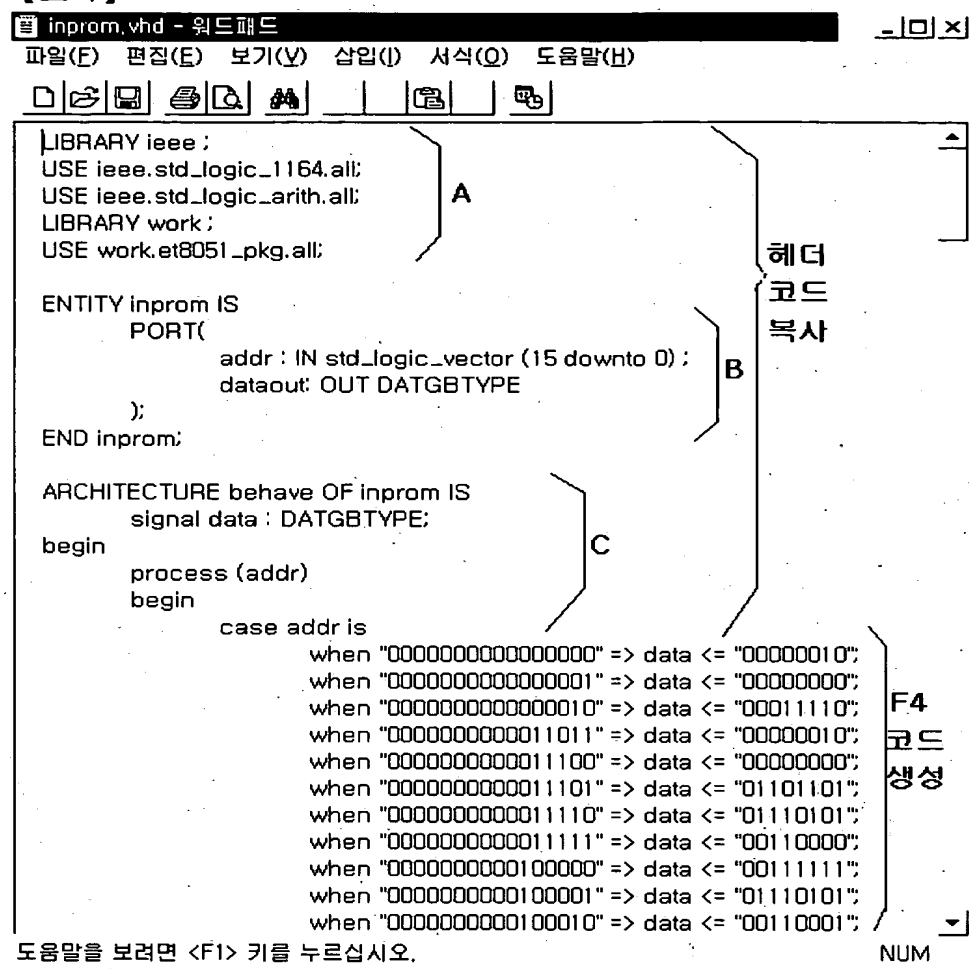 inprom.vhd - 워드패드
파일(F) 편집(E) 보기(V) 삽입(I) 서식(O) 도움말(H)
LIBRARY ieee ;
USE ieee.std_logic_1164.all;
USE ieee.std_logic_arith.all;
A
LIBRARY work ;
USE work.et8051_pkg.all;
헤더
코드
복사
ENTITY inprom IS
PORT(
addr : IN std_logic_vector (15 downto 0) ;
dataout: OUT DATGBTYPE
B
);
END inprom;
ARCHITECTURE behave OF inprom IS
signal data : DATGBTYPE;
begin
C
process (addr)
begin
case addr is
when "0000000000000000" => data <= "00000010";
when "0000000000000001" => data <= "00000000";
when "0000000000000010" => data <= "00011110";
when "0000000000011011" => data <= "00000010";
when "0000000000011100" => data <= "00000000";
when "0000000000011101" => data <= "01101101";
when "0000000000011110" => data <= "01110101";
when "0000000000011111" => data <= "00110000";
when "0000000000100000" => data <= "00111111";
when "0000000000100001" => data <= "01110101";
when "0000000000100010" => data <= "00110001";
F4
코드
생성
도움말을 보려면 <F1> 키를 누르십시오.
NUM